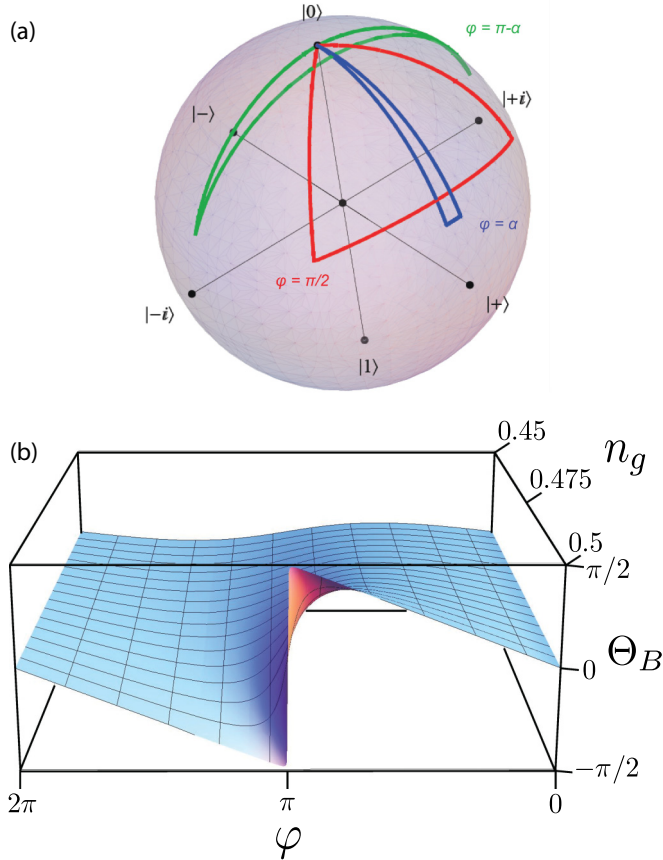 (a)
|0⟩
φ = π-α
|+i⟩
|−⟩
φ = α
φ = π/2
|−i⟩
|+⟩
|1⟩
(b)
0.45
n_g
0.475
0.5
π/2
0
Θ_B
−π/2
2π
π
0
φ